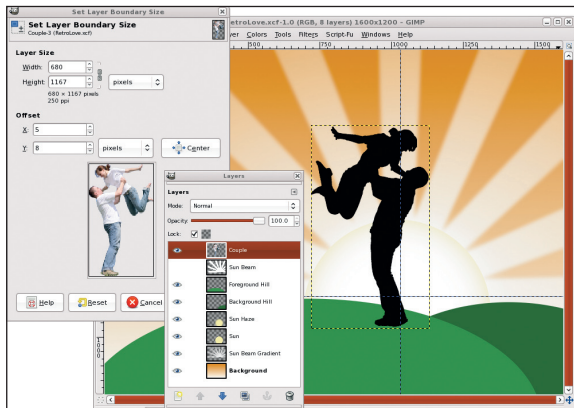 Set Layer Boundary Size
Set Layer Boundary Size
Couple-3 (RetroLove.xcf)
Layer Size
Width: 680
Height: 1167 pixels
680 × 1167 pixels
250 ppi
Offset
X: 5
Y: 8 pixels Center
Help Reset Cancel
etroLove.xcf-1.0 (RGB, 8 layers) 1600x1200 – GIMP
yer Colors Tools Filters Script-Fu Windows Help
500 750 1000 1250 1500
Layers
Layers
Mode: Normal
Opacity: 100.0
Lock:
Couple
Sun Beam
Foreground Hill
Background Hill
Sun Haze
Sun
Sun Beam Gradient
Background